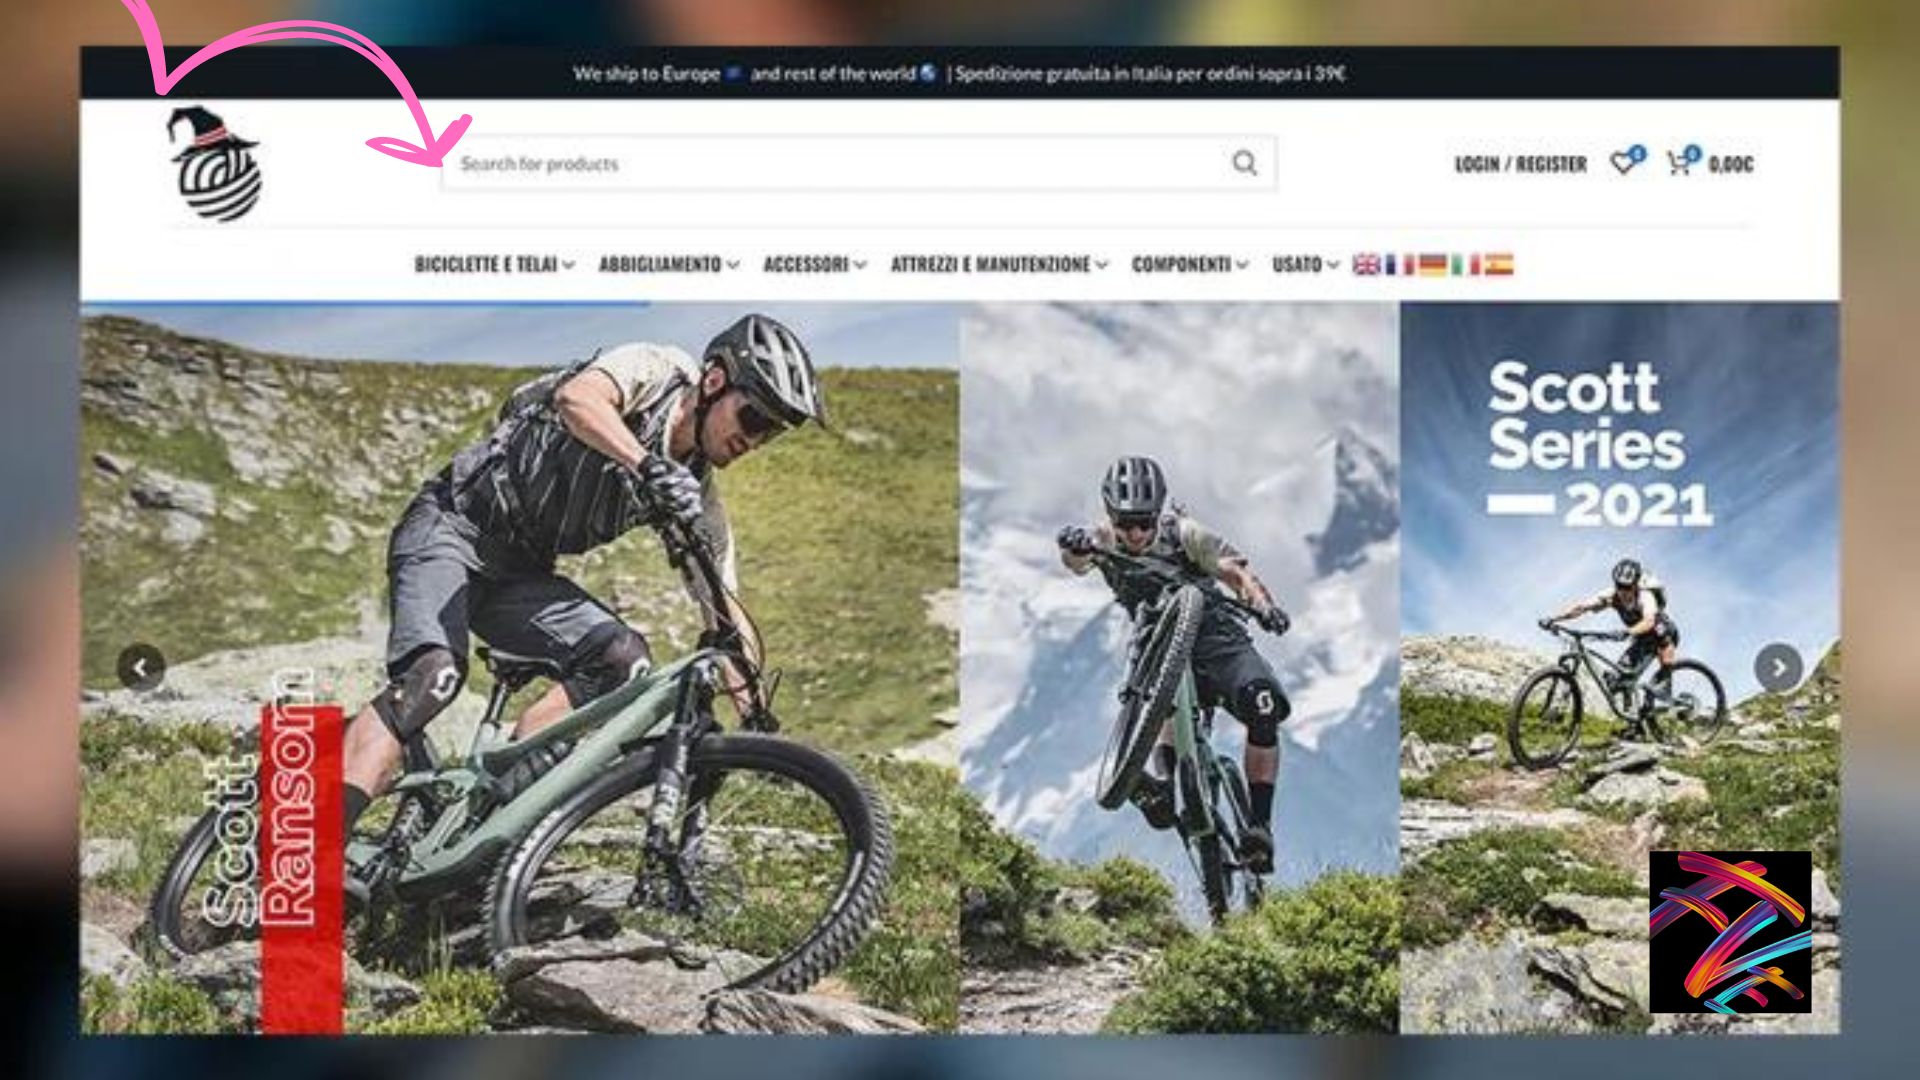 We ship to Europe 🇪🇺 and rest of the world 🌎 | Spedizione gratuita in Italia per ordini sopra i 39€
Search for products
LOGIN / REGISTER
0
0
0,00€
BICICLETTE E TELAI
ABBIGLIAMENTO
ACCESSORI
ATTREZZI E MANUTENZIONE
COMPONENTI
USATO
Scott
Ransom
Scott
Series
2021